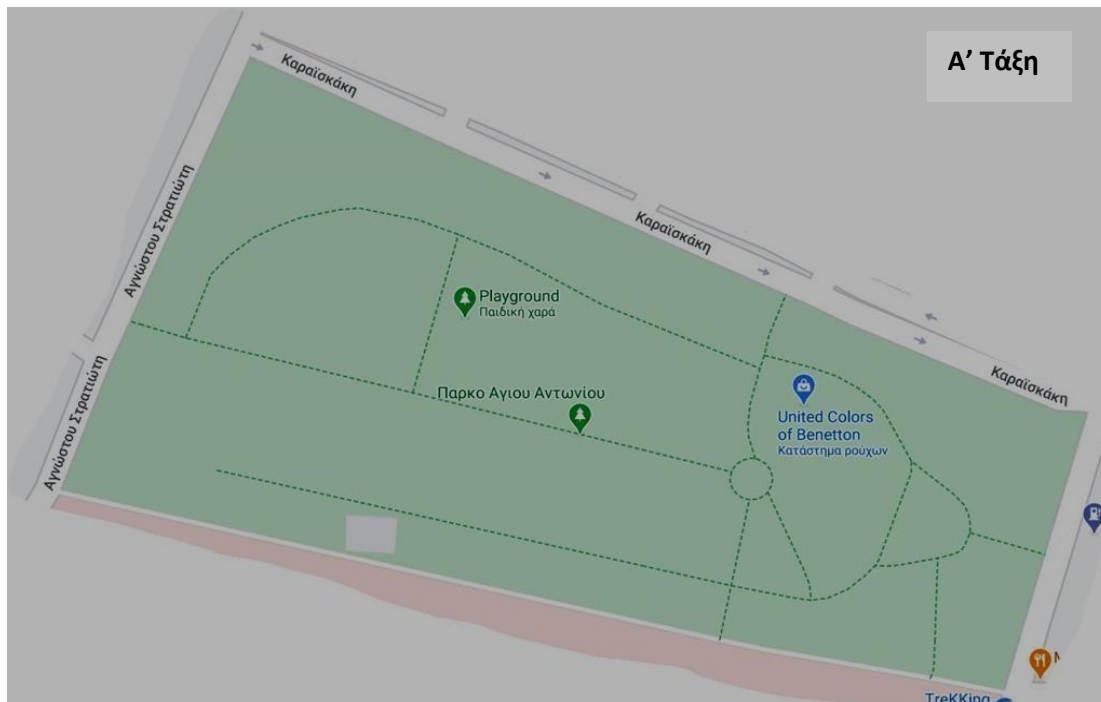 Α’ Τάξη
Καραϊσκάκη
Αγνώστου Στρατιώτη
Καραϊσκάκη
Playground
Παιδική χαρά
Παρκο Αγιου Αντωνίου
Καραϊσκάκη
United Colors
of Benetton
Κατάστημα ρούχων
Αγνώστου Στρατιώτη
TreKKing